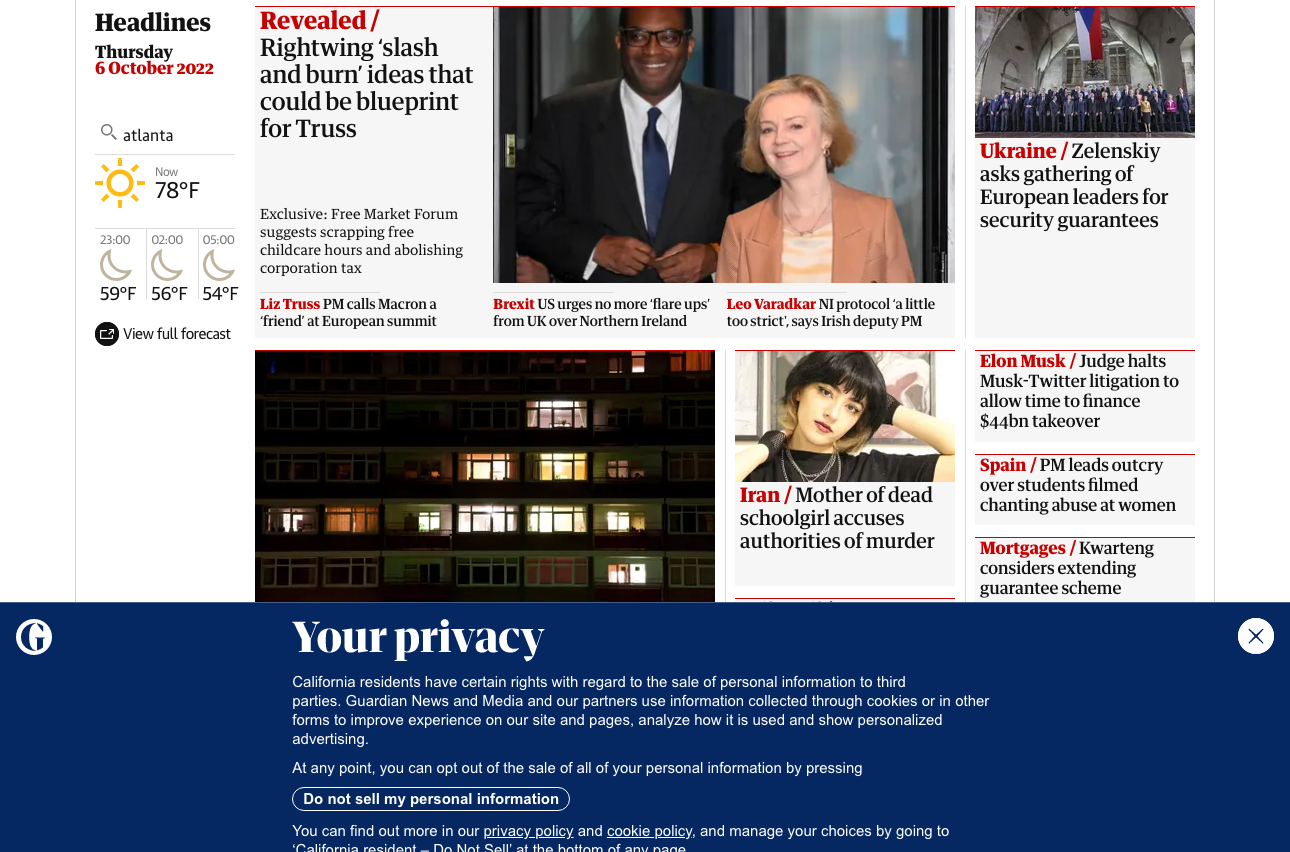 Headlines
Thursday
6 October 2022
atlanta
Now
78°F
23:00
02:00
05:00
59°F
56°F
54°F
View full forecast
Revealed /
Rightwing ‘slash
and burn’ ideas that
could be blueprint
for Truss
Exclusive: Free Market Forum
suggests scrapping free
childcare hours and abolishing
corporation tax
Liz Truss PM calls Macron a
‘friend’ at European summit
Brexit US urges no more ‘flare ups’
from UK over Northern Ireland
Leo Varadkar NI protocol ‘a little
too strict’, says Irish deputy PM
Ukraine / Zelenskiy
asks gathering of
European leaders for
security guarantees
Iran / Mother of dead
schoolgirl accuses
authorities of murder
Elon Musk / Judge halts
Musk-Twitter litigation to
allow time to finance
$44bn takeover
Spain / PM leads outcry
over students filmed
chanting abuse at women
Mortgages / Kwarteng
considers extending
guarantee scheme
Your privacy
California residents have certain rights with regard to the sale of personal information to third
parties. Guardian News and Media and our partners use information collected through cookies or in other
forms to improve experience on our site and pages, analyze how it is used and show personalized
advertising.
At any point, you can opt out of the sale of all of your personal information by pressing
Do not sell my personal information
You can find out more in our privacy policy and cookie policy, and manage your choices by going to
‘California resident – Do Not Sell’ at the bottom of any page